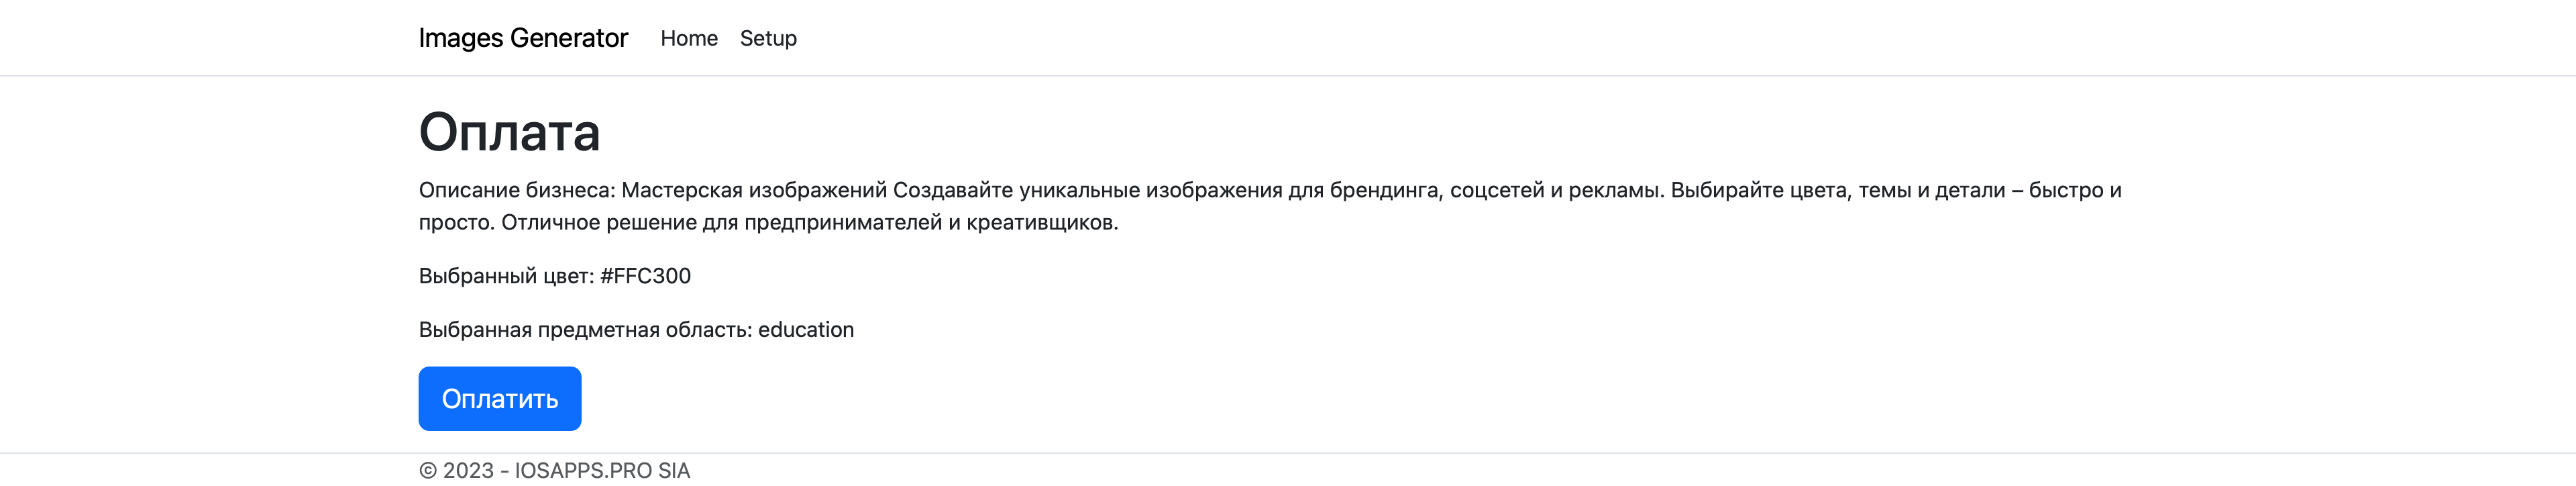 Images Generator Home Setup
Оплата
Описание бизнеса: Мастерская изображений Создавайте уникальные изображения для брендинга, соцсетей и рекламы. Выбирайте цвета, темы и детали – быстро и
просто. Отличное решение для предпринимателей и креативщиков.
Выбранный цвет: #FFC300
Выбранная предметная область: education
Оплатить
© 2023 - IOSAPPS.PRO SIA